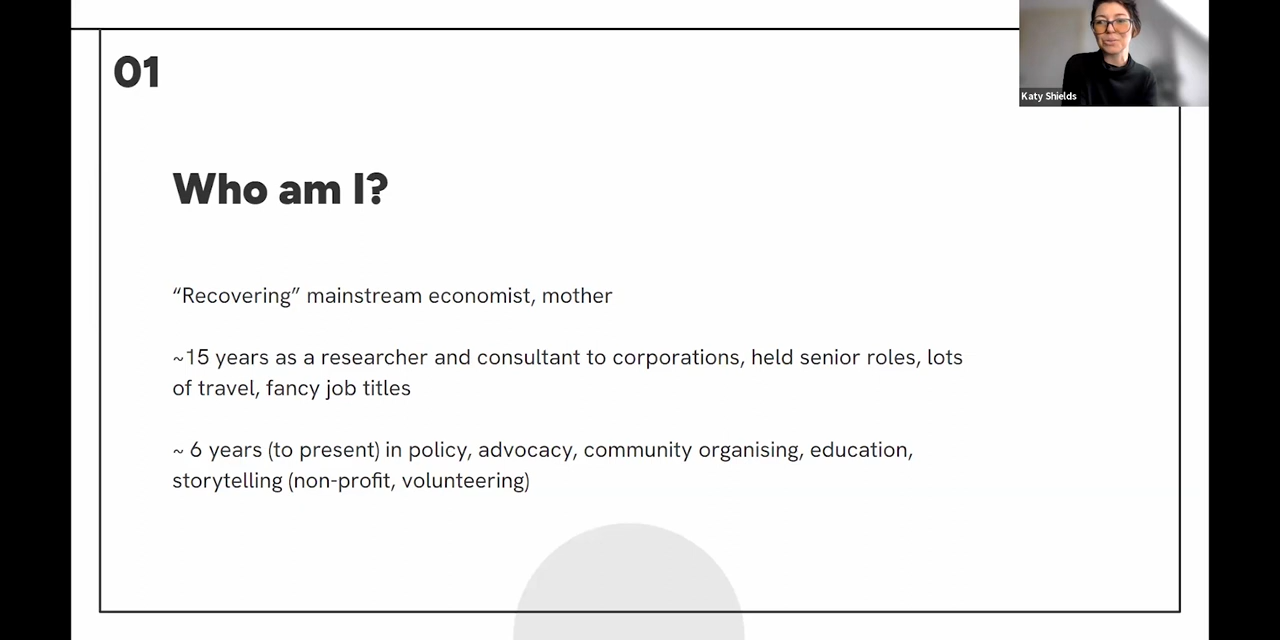 01
Katy Shields
Who am I?
“Recovering” mainstream economist, mother
~15 years as a researcher and consultant to corporations, held senior roles, lots
of travel, fancy job titles
~ 6 years (to present) in policy, advocacy, community organising, education,
storytelling (non-profit, volunteering)